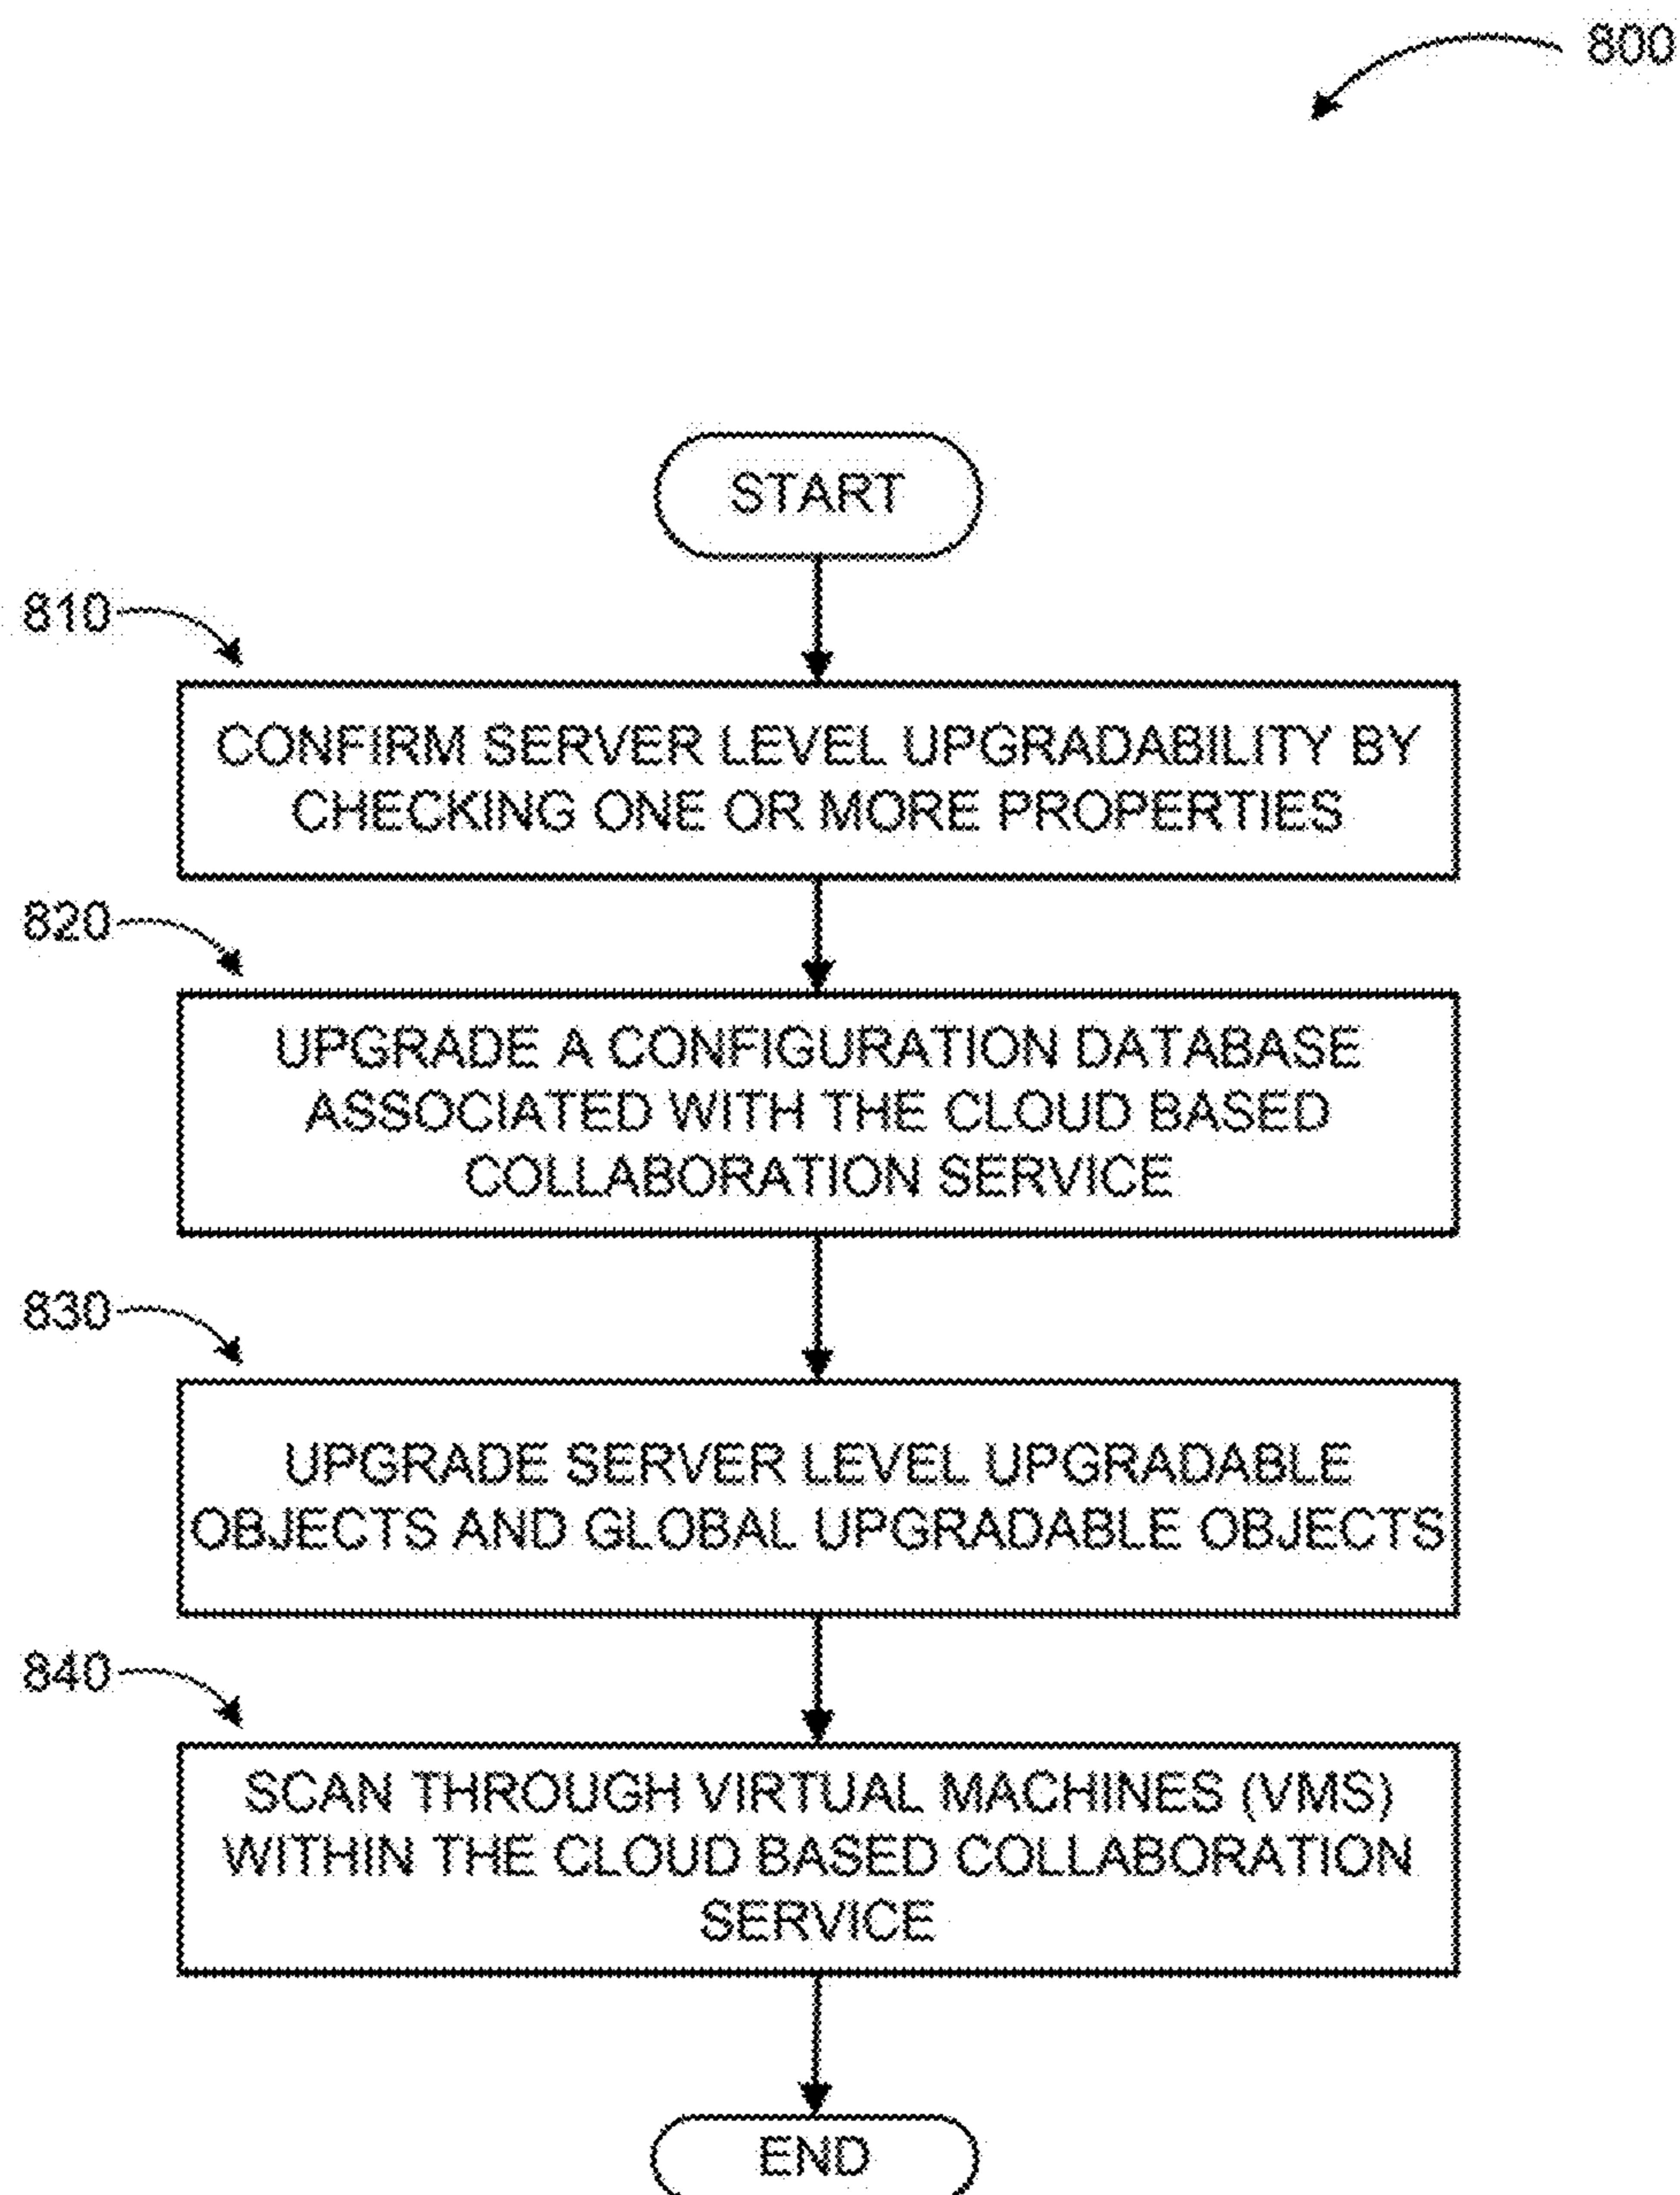 800
START
810
CONFIRM SERVER LEVEL UPGRADABILITY BY
CHECKING ONE OR MORE PROPERTIES
820
UPGRADE A CONFIGURATION DATABASE
ASSOCIATED WITH THE CLOUD BASED
COLLABORATION SERVICE
830
UPGRADE SERVER LEVEL UPGRADABLE
OBJECTS AND GLOBAL UPGRADABLE OBJECTS
840
SCAN THROUGH VIRTUAL MACHINES (VMS)
WITHIN THE CLOUD BASED COLLABORATION
SERVICE
END